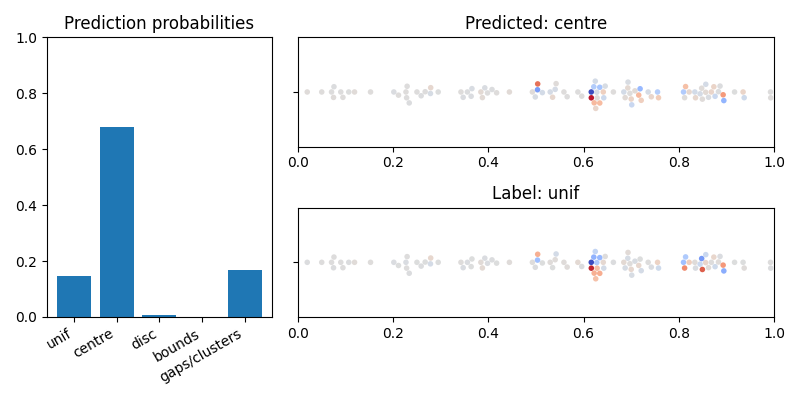 Prediction probabilities
1.0
0.8
0.6
0.4
0.2
0.0
unif
centre
disc
bounds
gaps/clusters
Predicted: centre
0.0 0.2 0.4 0.6 0.8 1.0
Label: unif
0.0 0.2 0.4 0.6 0.8 1.0